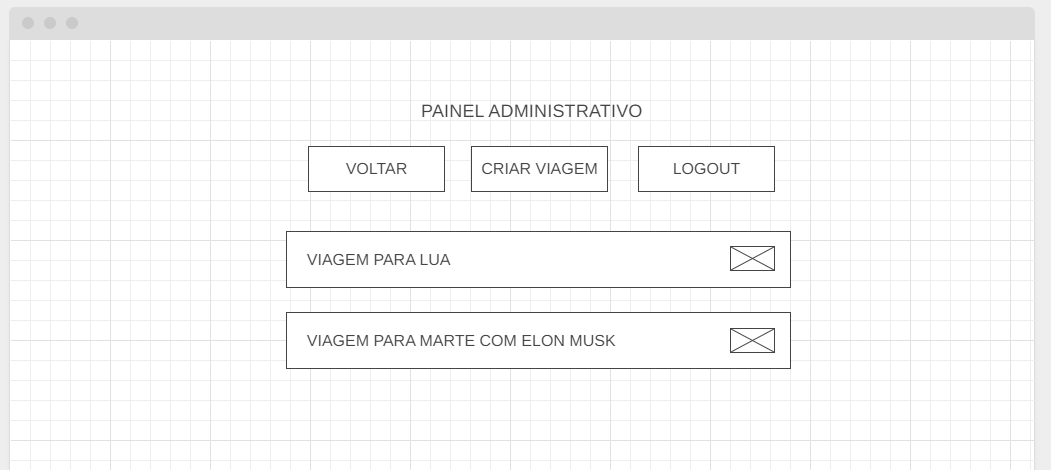 PAINEL ADMINISTRATIVO
VOLTAR
CRIAR VIAGEM
LOGOUT
VIAGEM PARA LUA
VIAGEM PARA MARTE COM ELON MUSK